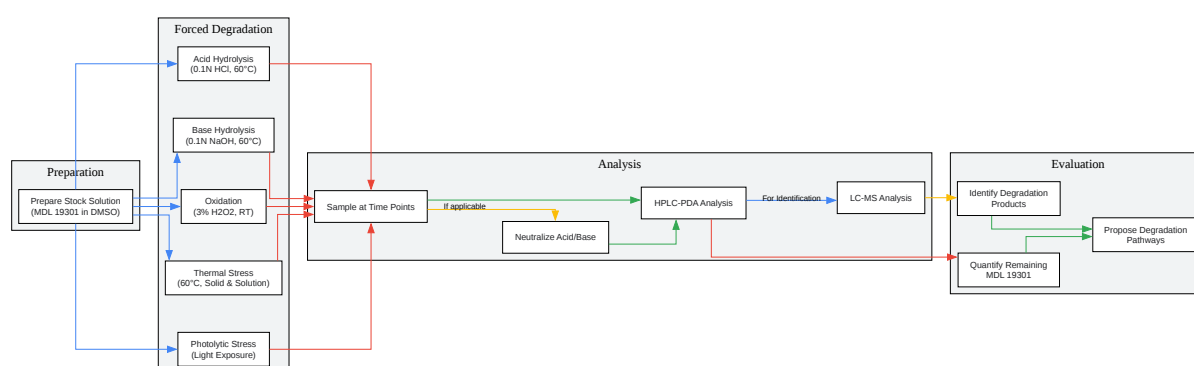 Forced Degradation
Acid Hydrolysis
(0.1N HCl, 60°C)
Base Hydrolysis
(0.1N NaOH, 60°C)
Preparation
Prepare Stock Solution
(MDL 19301 in DMSO)
Oxidation
(3% H2O2, RT)
Thermal Stress
(60°C, Solid & Solution)
Photolytic Stress
(Light Exposure)
Analysis
Sample at Time Points
If applicable
Neutralize Acid/Base
HPLC-PDA Analysis
For Identification
LC-MS Analysis
Evaluation
Identify Degradation
Products
Quantify Remaining
MDL 19301
Propose Degradation
Pathways